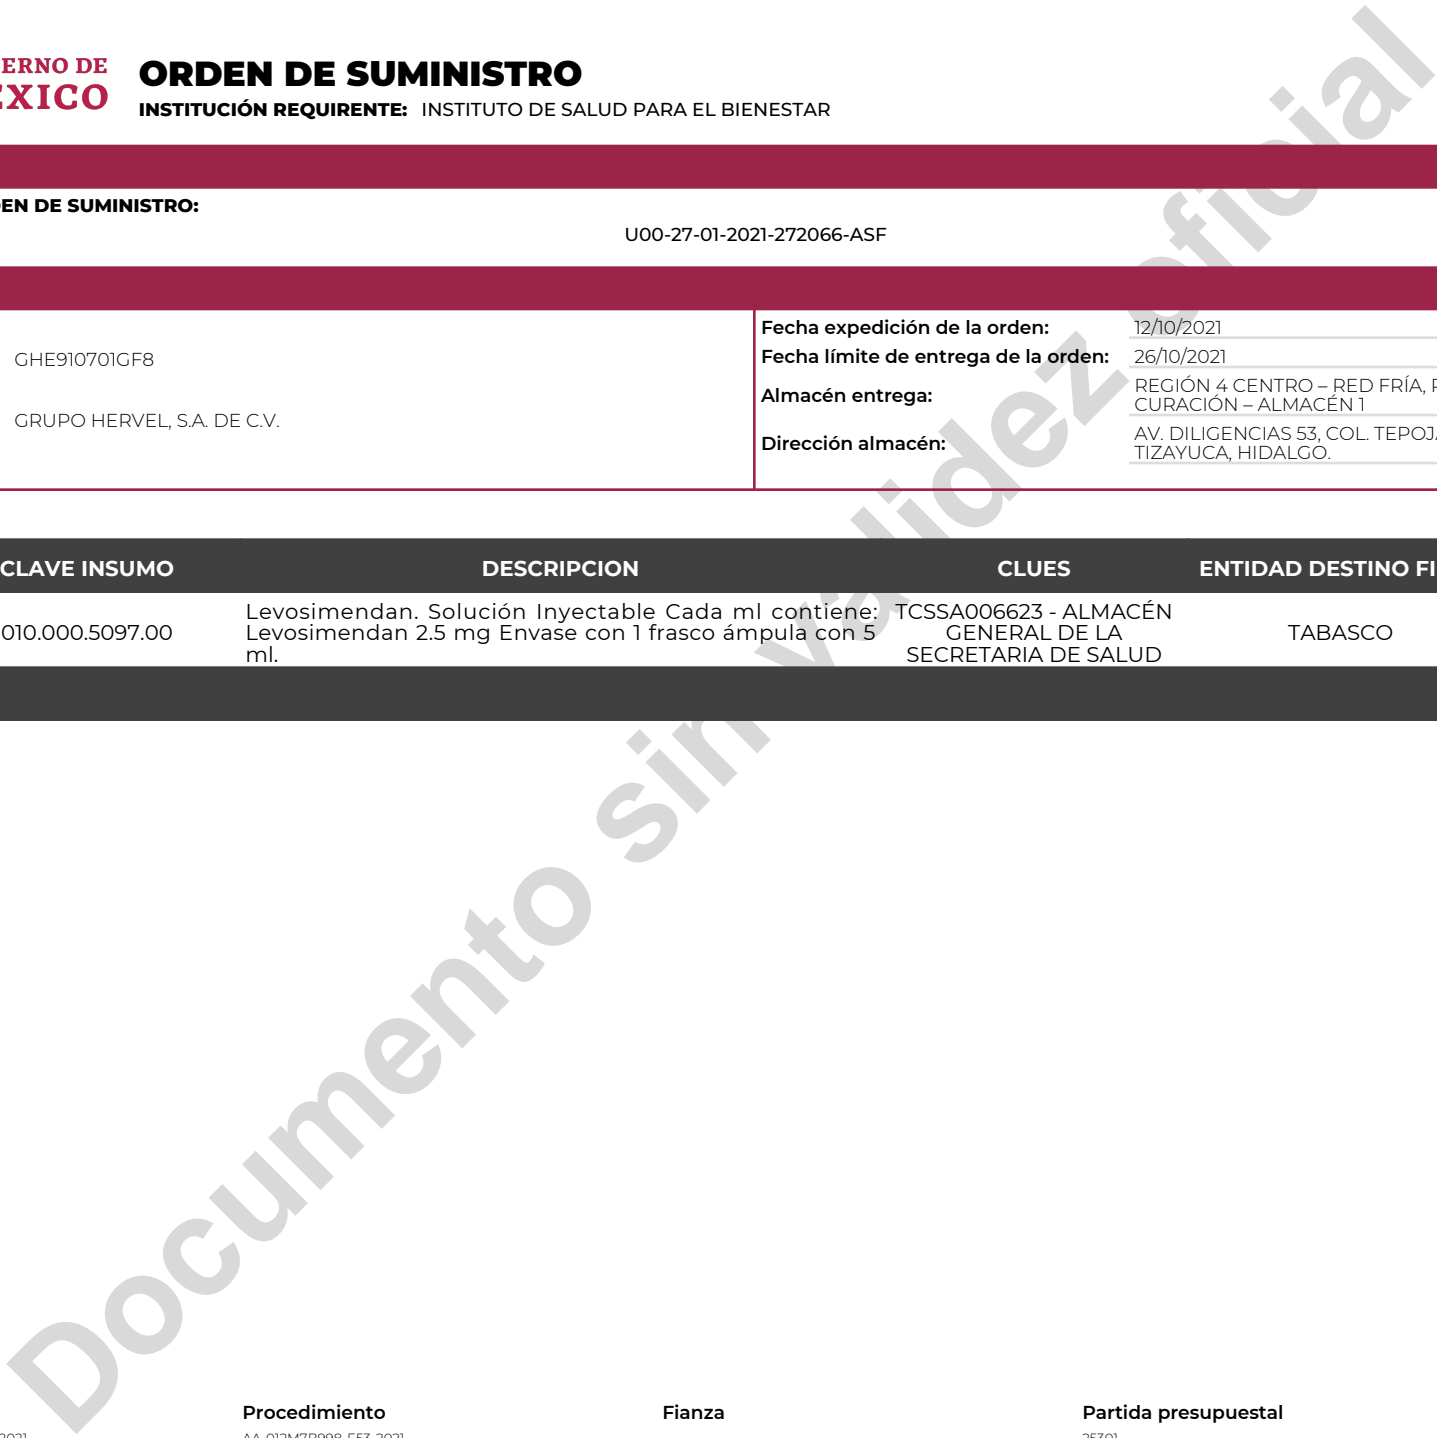 ERNO DE
ÉXICO
ORDEN DE SUMINISTRO
INSTITUCIÓN REQUIRENTE: INSTITUTO DE SALUD PARA EL BIENESTAR
EN DE SUMINISTRO:
U00-27-01-2021-272066-ASF
GHE910701GF8
GRUPO HERVEL, S.A. DE C.V.
Fecha expedición de la orden: 12/10/2021
Fecha límite de entrega de la orden: 26/10/2021
Almacén entrega: REGIÓN 4 CENTRO – RED FRÍA,
CURACIÓN – ALMACÉN 1
Dirección almacén: AV. DILIGENCIAS 53, COL. TEPOJA
TIZAYUCA, HIDALGO.
CLAVE INSUMO DESCRIPCION CLUES ENTIDAD DESTINO FI
010.000.5097.00
Levosimendan. Solución Inyectable Cada ml contiene:
Levosimendan 2.5 mg Envase con 1 frasco ámpula con 5
ml.
TCSSA006623 - ALMACÉN
GENERAL DE LA
SECRETARIA DE SALUD
TABASCO
Documento sin validez oficial
Procedimiento Fianza Partida presupuestal